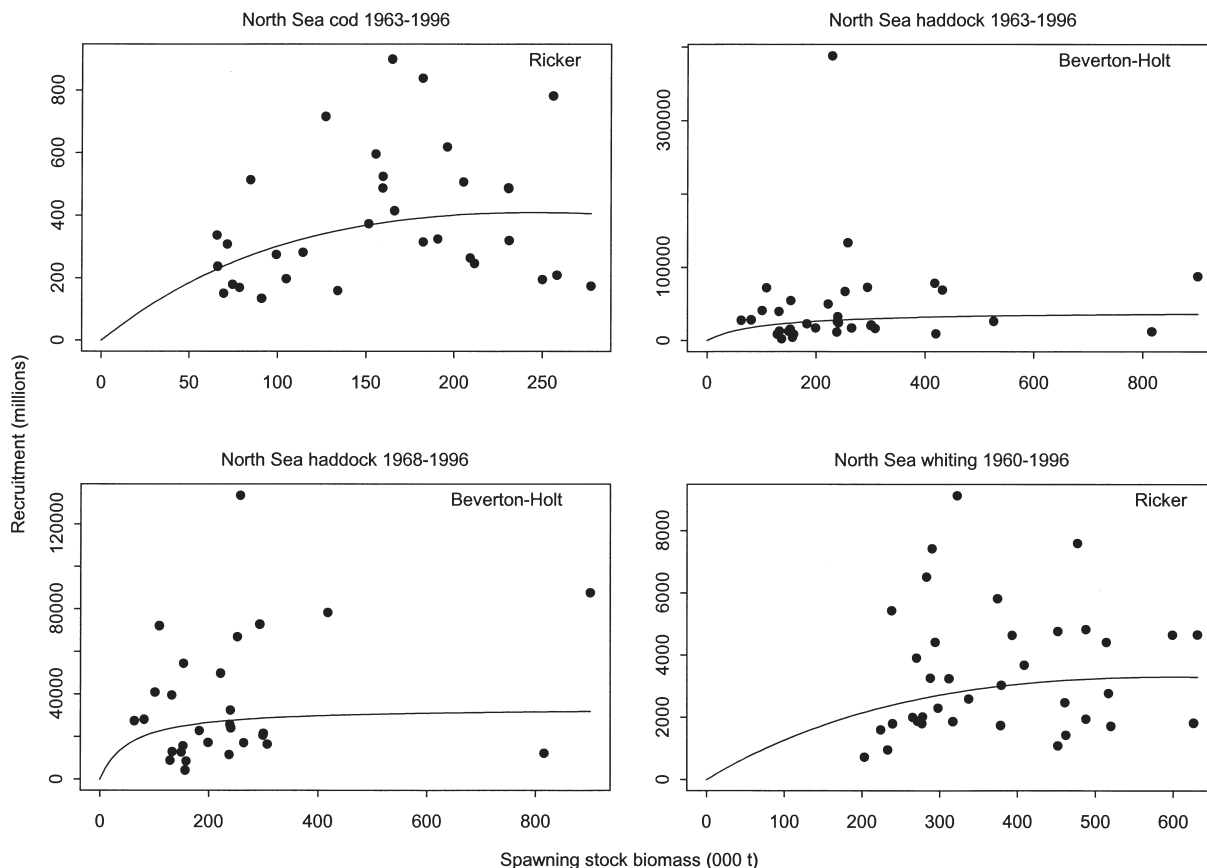 North Sea cod 1963-1996
Ricker
0 200 400 600 800
0 50 100 150 200 250
North Sea haddock 1963-1996
Beverton-Holt
0 100000 300000
0 200 400 600 800
Recruitment (millions)
North Sea haddock 1968-1996
Beverton-Holt
0 40000 80000 120000
0 200 400 600 800
North Sea whiting 1960-1996
Ricker
0 2000 4000 6000 8000
0 100 200 300 400 500 600
Spawning stock biomass (000 t)